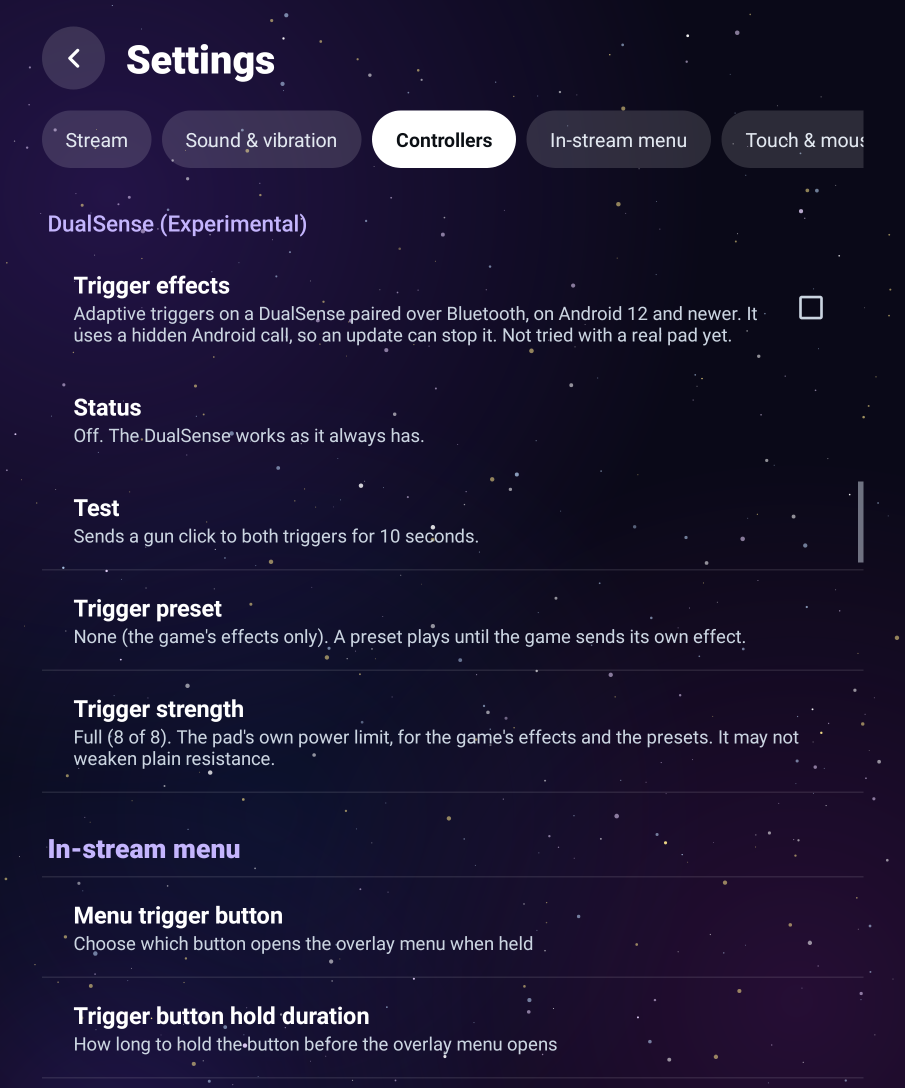 Settings
Stream
Sound & vibration
Controllers
In-stream menu
Touch & mous
DualSense (Experimental)
Trigger effects
Adaptive triggers on a DualSense paired over Bluetooth, on Android 12 and newer. It
uses a hidden Android call, so an update can stop it. Not tried with a real pad yet.
Status
Off. The DualSense works as it always has.
Test
Sends a gun click to both triggers for 10 seconds.
Trigger preset
None (the game's effects only). A preset plays until the game sends its own effect.
Trigger strength
Full (8 of 8). The pad's own power limit, for the game's effects and the presets. It may not
weaken plain resistance.
In-stream menu
Menu trigger button
Choose which button opens the overlay menu when held
Trigger button hold duration
How long to hold the button before the overlay menu opens